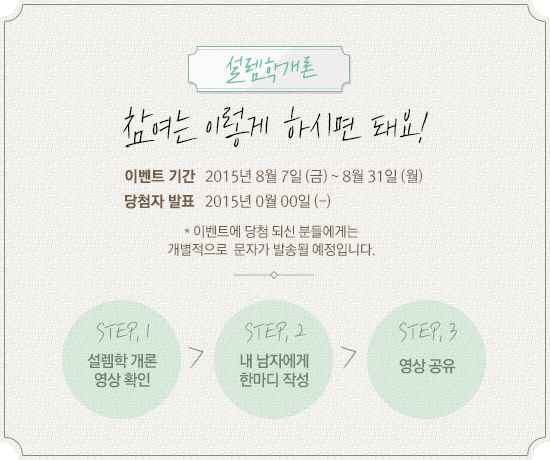 설렘학개론
참여는 이렇게 하시면 돼요!
이벤트 기간 2015년 8월 7일 (금) ~ 8월 31일 (월)
당첨자 발표 2015년 0월 00일 (-)
* 이벤트에 당첨 되신 분들에게는
개별적으로 문자가 발송될 예정입니다.
STEP, 1
설렘학 개론
영상 확인
>
STEP, 2
내 남자에게
한마디 작성
>
STEP, 3
영상 공유